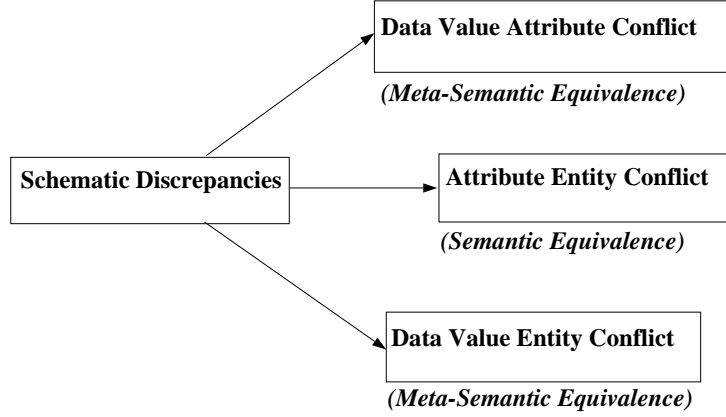 Data Value Attribute Conflict
(Meta-Semantic Equivalence)
Schematic Discrepancies
Attribute Entity Conflict
(Semantic Equivalence)
Data Value Entity Conflict
(Meta-Semantic Equivalence)